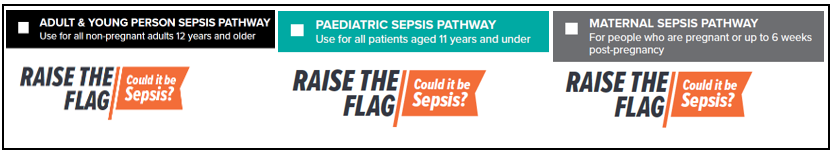 ADULT & YOUNG PERSON SEPSIS PATHWAY
Use for all non-pregnant adults 12 years and older
RAISE THE
FLAG
Could it be
Sepsis?
PAEDIATRIC SEPSIS PATHWAY
Use for all patients aged 11 years and under
RAISE THE
FLAG
Could it be
Sepsis?
MATERNAL SEPSIS PATHWAY
For people who are pregnant or up to 6 weeks
post-pregnancy
RAISE THE
FLAG
Could it be
Sepsis?